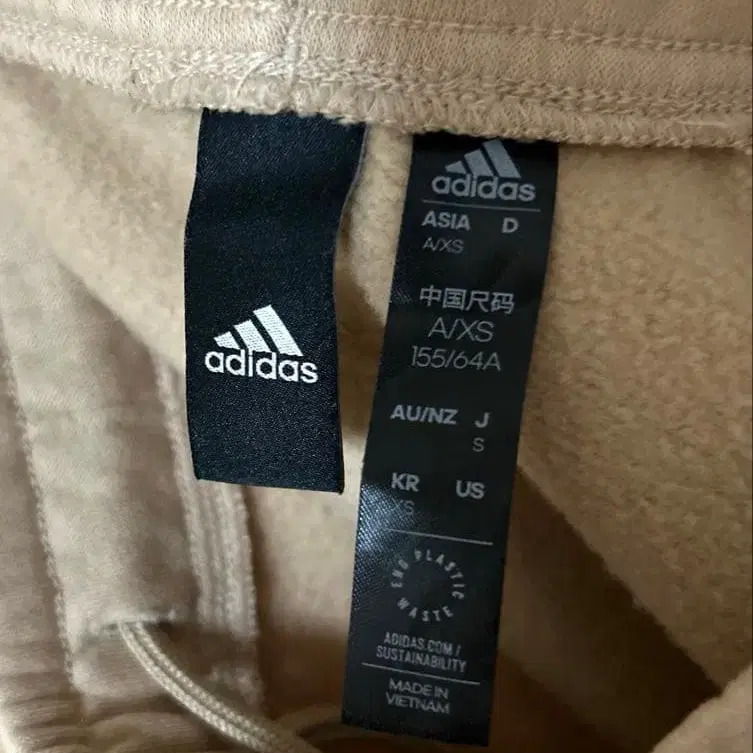 adidas
adidas
ASIA D
A/XS
中国尺码
A/XS
155/64A
AU/NZ J
S
KR US
XS
END PLASTIC WASTE
ADIDAS.COM/
SUSTAINABILITY
MADE IN
VIETNAM